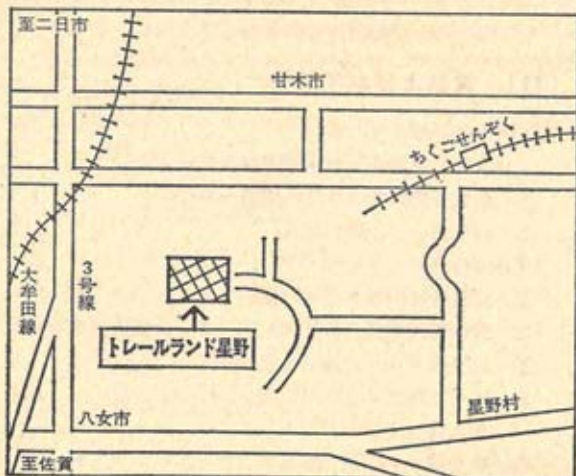 至二日市
甘木市
ちくごせんぞく
大牟田線
3号線
トレールランド星野
八女市
星野村
至佐賀